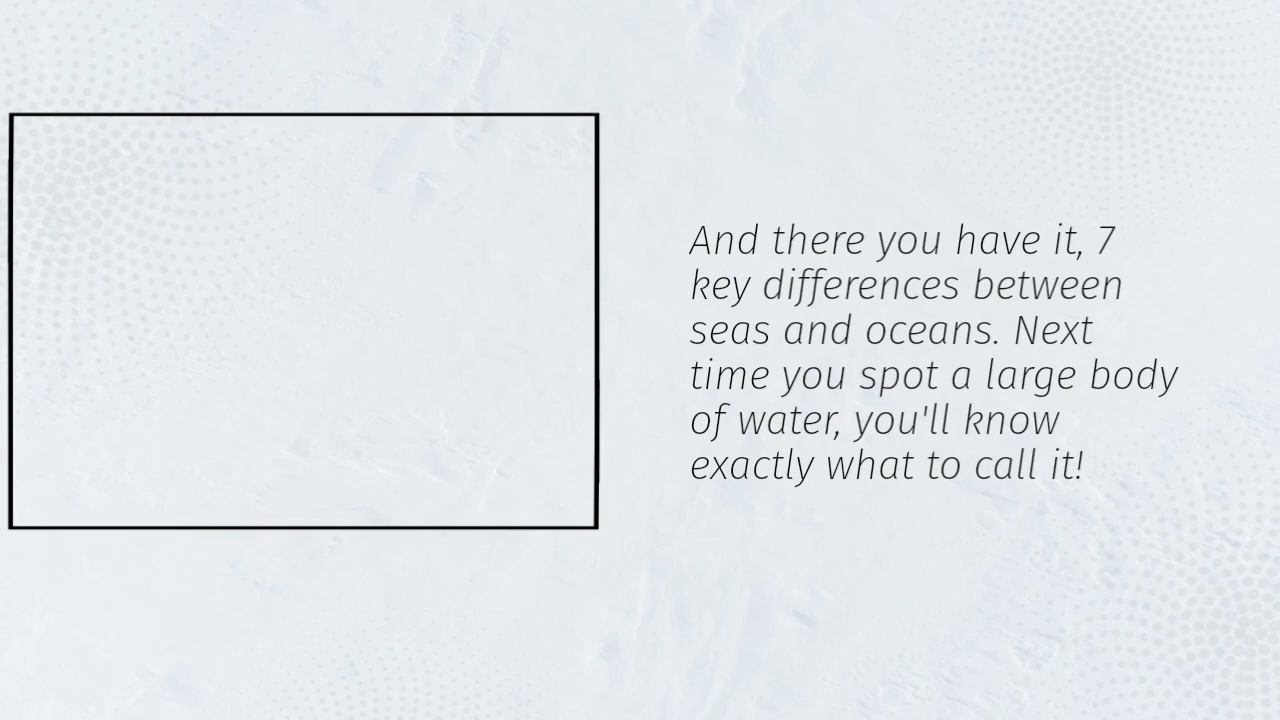 And there you have it, 7
key differences between
seas and oceans. Next
time you spot a large body
of water, you'll know
exactly what to call it!